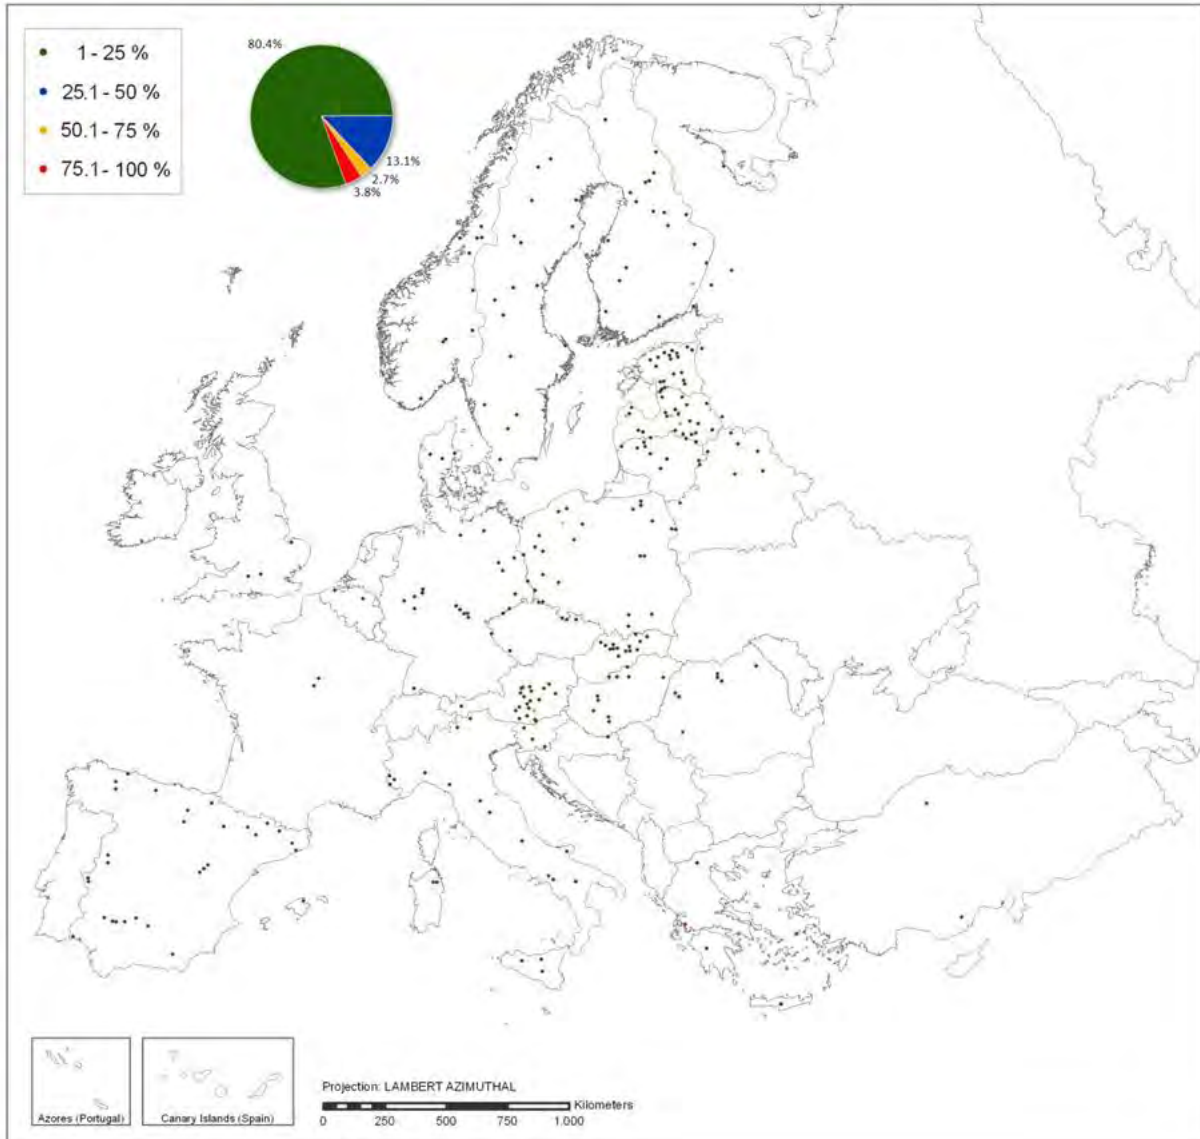 1 - 25 %
25.1 - 50 %
50.1 - 75 %
75.1 - 100 %
80.4%
13.1%
2.7%
3.8%
Azores (Portugal)
Canary Islands (Spain)
Projection: LAMBERT AZIMUTHAL
Kilometers
0 250 500 750 1.000